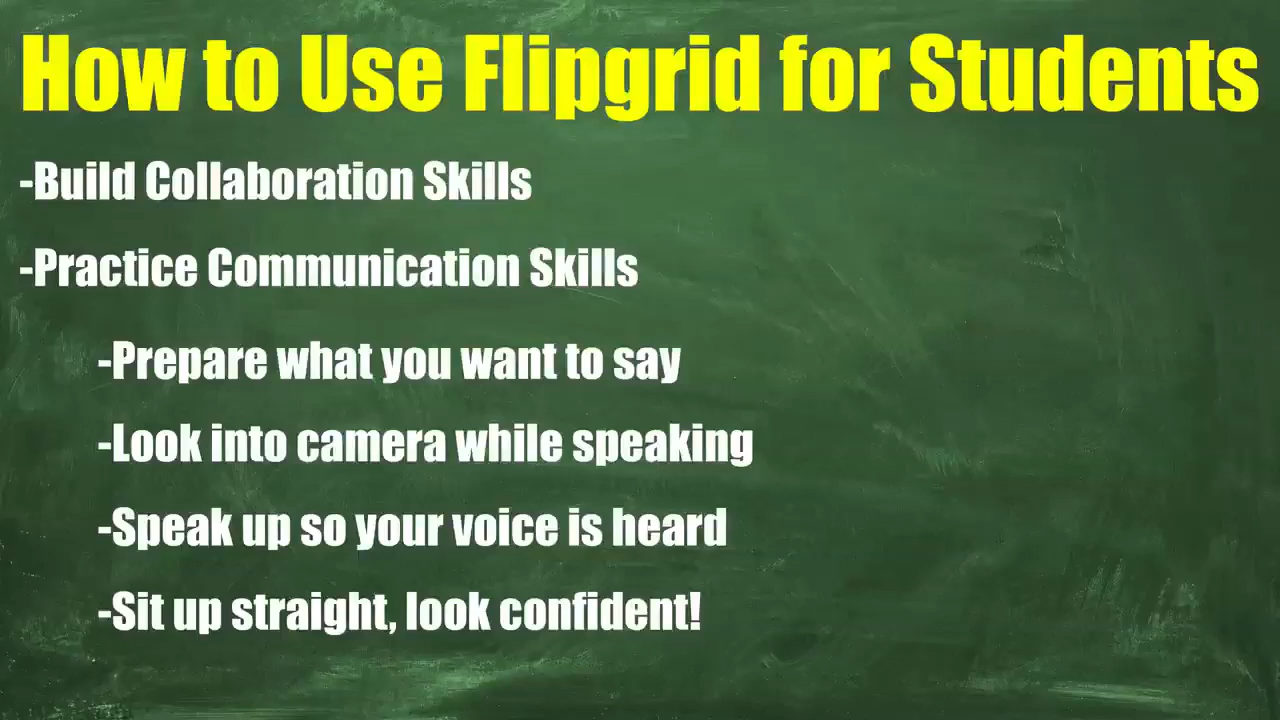 How to Use Flipgrid for Students
-Build Collaboration Skills
-Practice Communication Skills
-Prepare what you want to say
-Look into camera while speaking
-Speak up so your voice is heard
-Sit up straight, look confident!